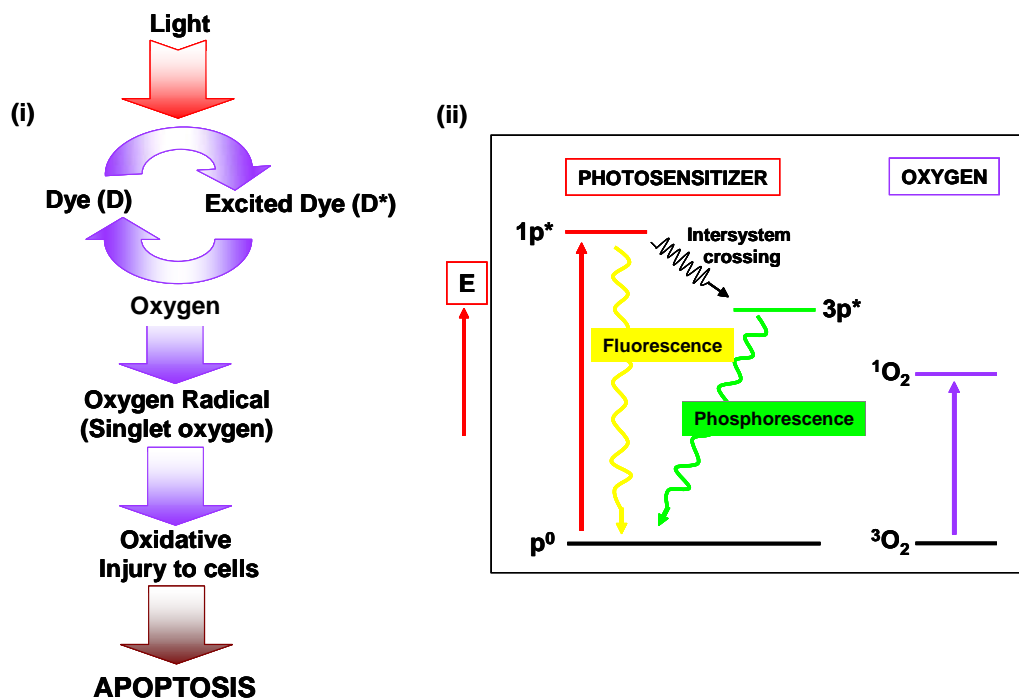 Light
(i)
Dye (D)
Excited Dye (D*)
Oxygen
Oxygen Radical
(Singlet oxygen)
Oxidative
Injury to cells
APOPTOSIS
(ii)
PHOTOSENSITIZER
OXYGEN
1p*
Intersystem
crossing
E
3p*
Fluorescence
¹O₂
Phosphorescence
p⁰
³O₂